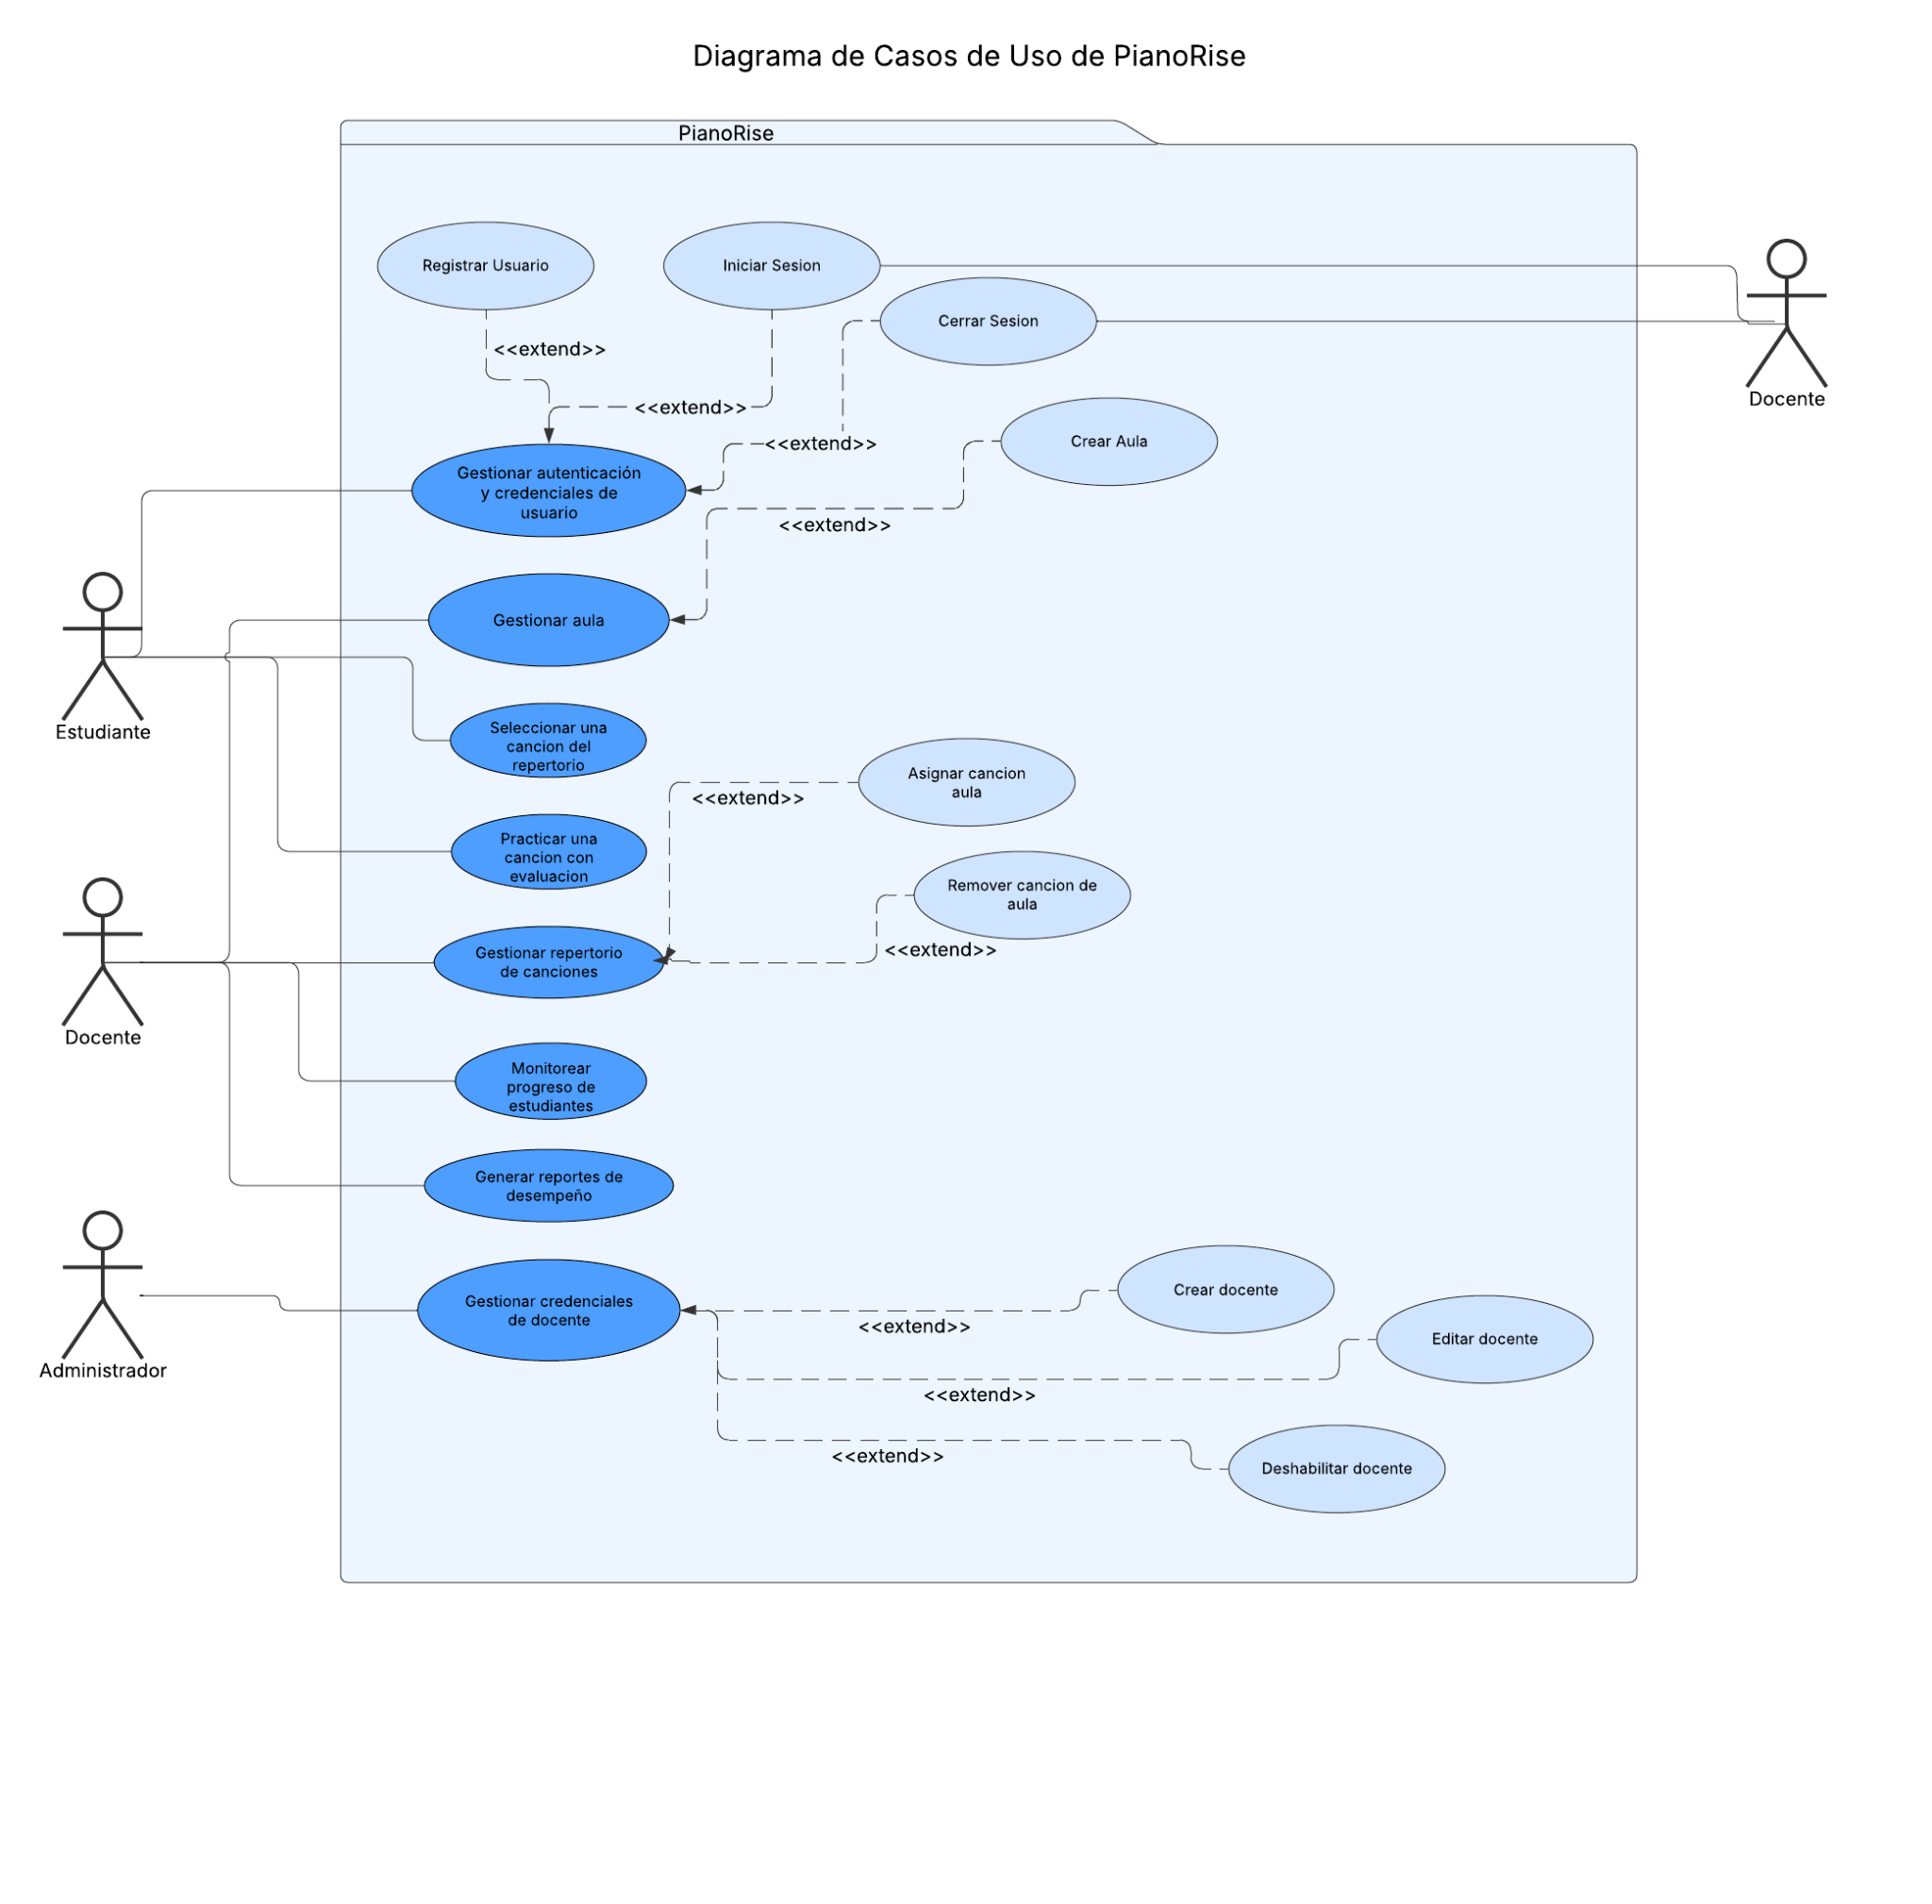 Diagrama de Casos de Uso de PianoRise
PianoRise
Registrar Usuario
Iniciar Sesion
Cerrar Sesion
Docente
<<extend>>
<<extend>>
<<extend>>
Crear Aula
Gestionar autenticación
y credenciales de
usuario
<<extend>>
Gestionar aula
Estudiante
Seleccionar una
cancion del
repertorio
Asignar cancion
aula
<<extend>>
Practicar una
cancion con
evaluacion
Remover cancion de
aula
<<extend>>
Gestionar repertorio
de canciones
Docente
Monitorear
progreso de
estudiantes
Generar reportes de
desempeño
Gestionar credenciales
de docente
Crear docente
<<extend>>
Editar docente
Administrador
<<extend>>
<<extend>>
Deshabilitar docente